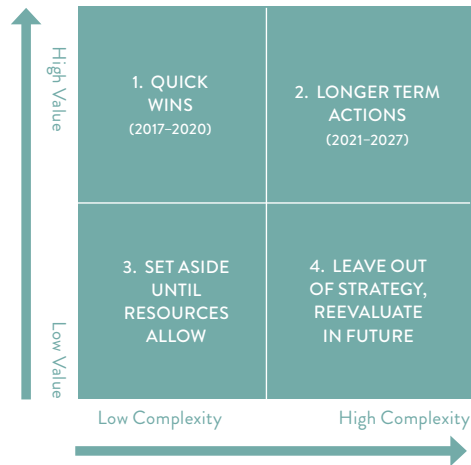 High Value
1. QUICK
WINS
(2017–2020)
2. LONGER TERM
ACTIONS
(2021–2027)
Low Value
3. SET ASIDE
UNTIL
RESOURCES
ALLOW
4. LEAVE OUT
OF STRATEGY,
REEVALUATE
IN FUTURE
Low Complexity
High Complexity